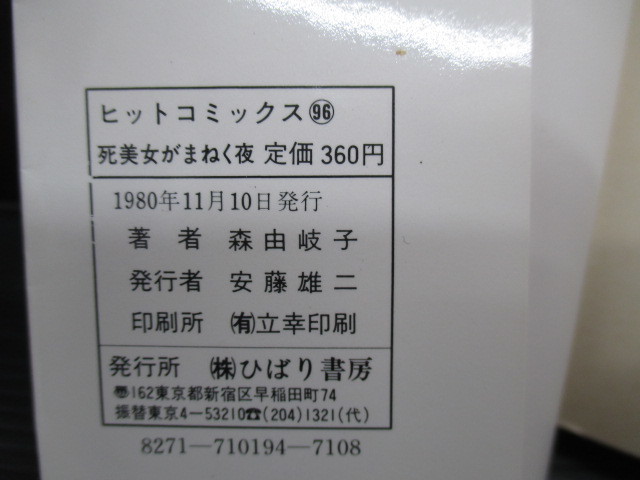 ヒットコミックス�96
死美女がまねく夜 定価360円
1980年11月10日発行
著者 森由岐子
発行者 安藤雄二
印刷所 ㈲立幸印刷
発行所 ㈱ひばり書房
〠162東京都新宿区早稲田町74
振替東京4-53210☎(204)1321(代)
8271—710194—7108